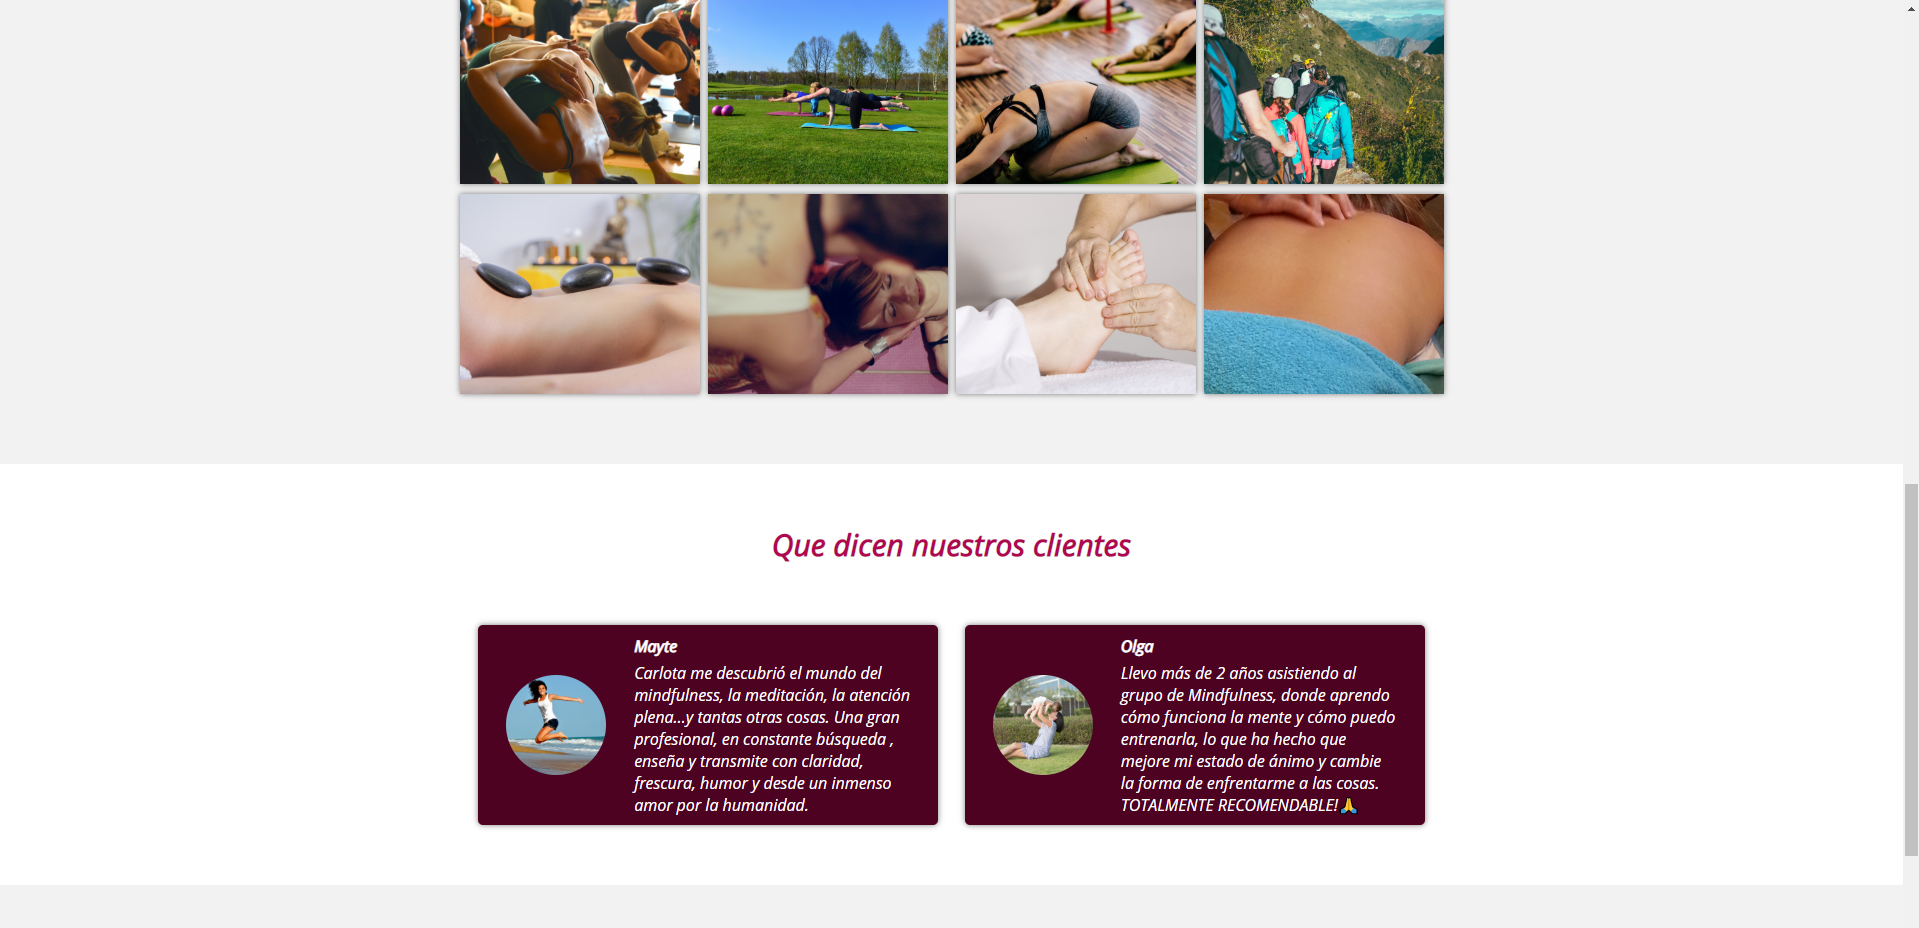 Que dicen nuestros clientes
Mayte
Carlota me descubrió el mundo del
mindfulness, la meditación, la atención
plena...y tantas otras cosas. Una gran
profesional, en constante búsqueda ,
enseña y transmite con claridad,
frescura, humor y desde un inmenso
amor por la humanidad.
Olga
Llevo más de 2 años asistiendo al
grupo de Mindfulness, donde aprendo
cómo funciona la mente y cómo puedo
entrenarla, lo que ha hecho que
mejore mi estado de ánimo y cambie
la forma de enfrentarme a las cosas.
TOTALMENTE RECOMENDABLE!🙏